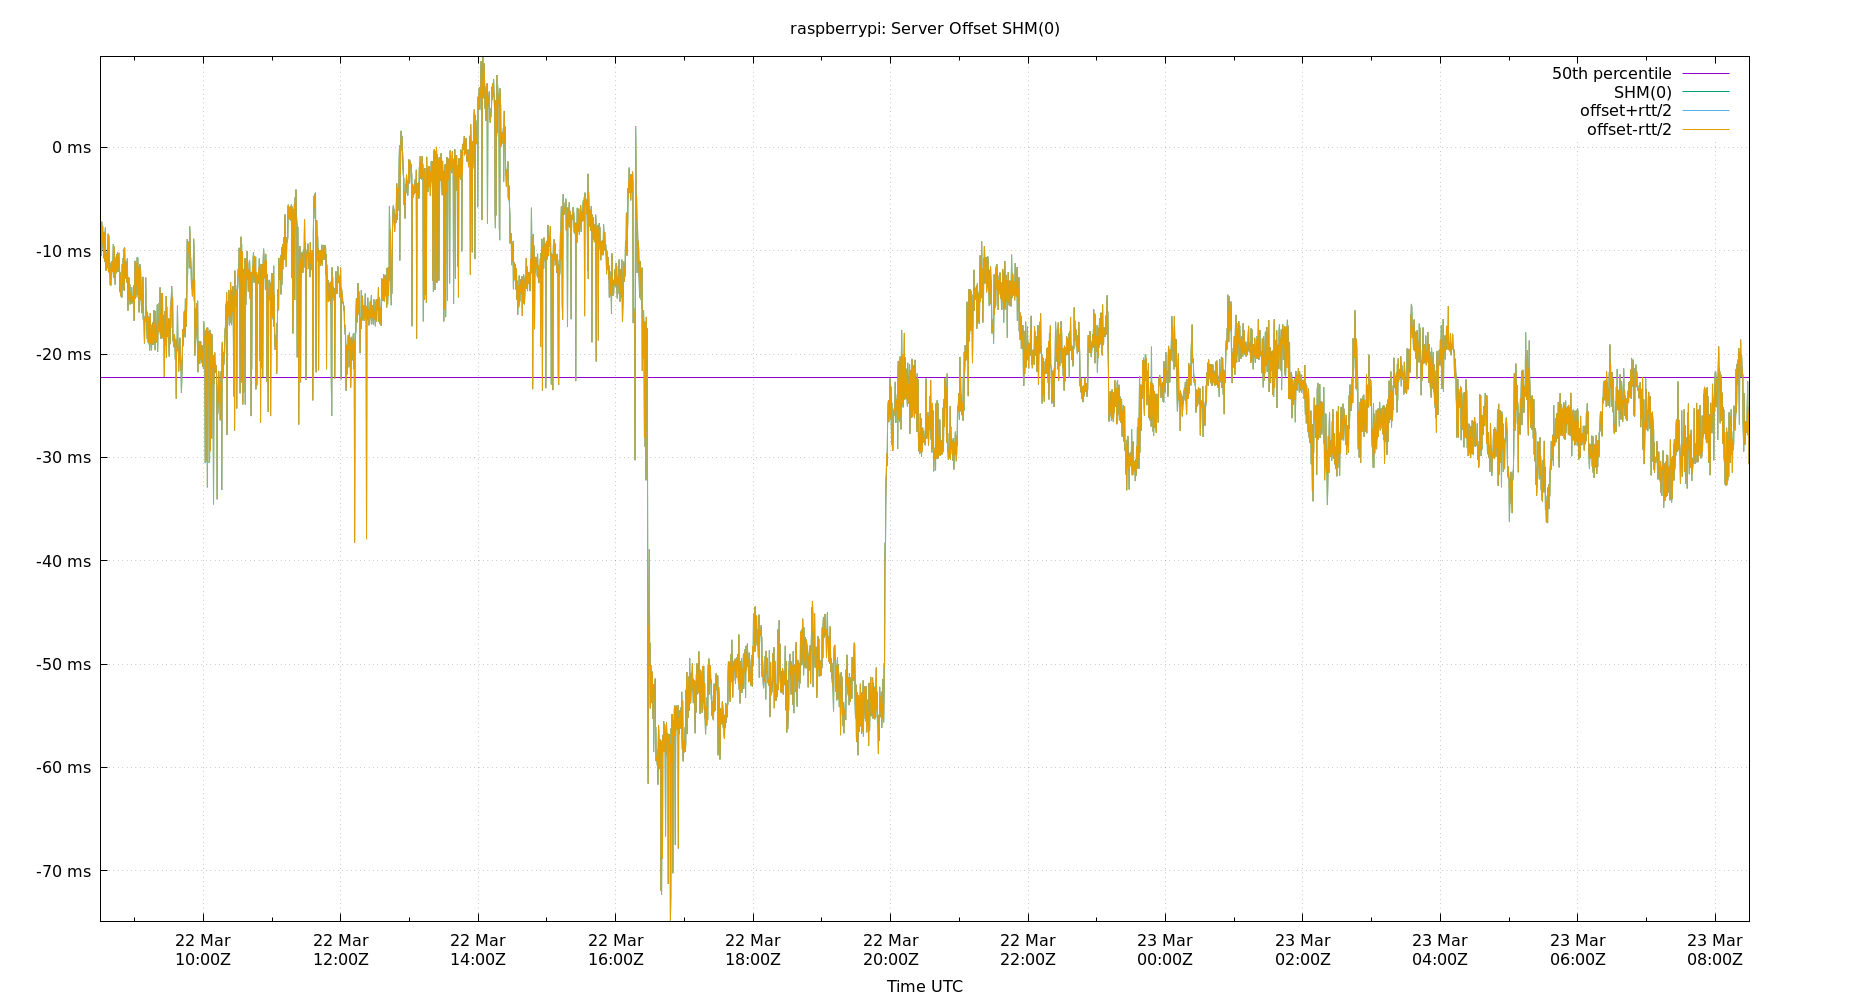 raspberrypi: Server Offset SHM(0)
50th percentile
SHM(0)
offset+rtt/2
offset-rtt/2
0 ms
-10 ms
-20 ms
-30 ms
-40 ms
-50 ms
-60 ms
-70 ms
22 Mar 22 Mar 22 Mar 22 Mar 22 Mar 22 Mar 22 Mar 23 Mar 23 Mar 23 Mar 23 Mar 23 Mar
10:00Z 12:00Z 14:00Z 16:00Z 18:00Z 20:00Z 22:00Z 00:00Z 02:00Z 04:00Z 06:00Z 08:00Z
Time UTC